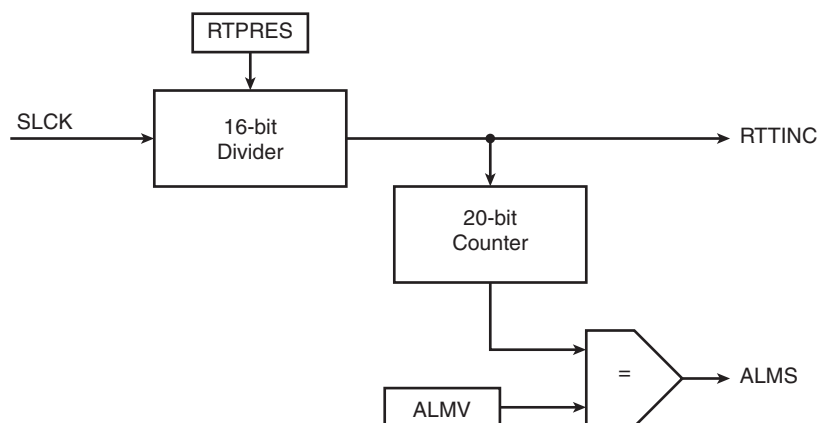 RTPRES
SLCK
16-bit
Divider
RTTINC
20-bit
Counter
=
ALMS
ALMV